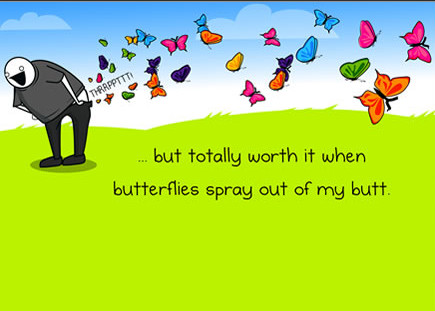 THRRPPTTT!
... but totally worth it when
butterflies spray out of my butt.